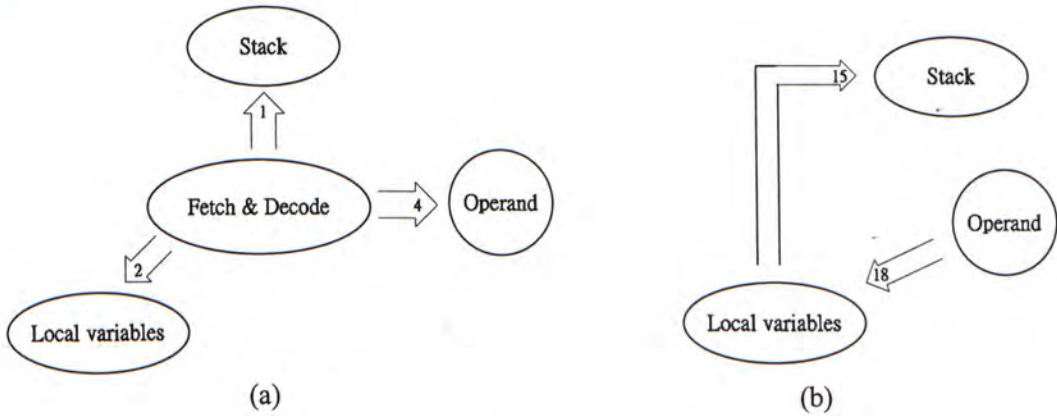 Stack
1
Fetch & Decode
4
Operand
2
Local variables
(a)
15
Stack
Operand
18
Local variables
(b)